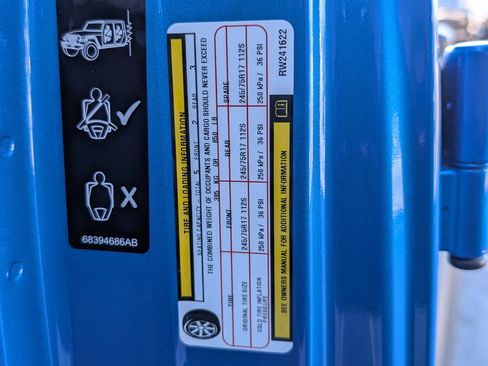 68394686AB
TIRE AND LOADING INFORMATION
SEATING CAPACITY - TOTAL 5 FRONT 2 REAR 3
THE COMBINED WEIGHT OF OCCUPANTS AND CARGO SHOULD NEVER EXCEED
385 KG OR 850 LB
TIRE FRONT REAR SPARE
ORIGINAL TIRE SIZE 245/75R17 112S 245/75R17 112S 245/75R17 112S
COLD TIRE INFLATION PRESSURE 250 kPa / 36 PSI 250 kPa / 36 PSI 250 kPa / 36 PSI
SEE OWNERS MANUAL FOR ADDITIONAL INFORMATION
RW241622